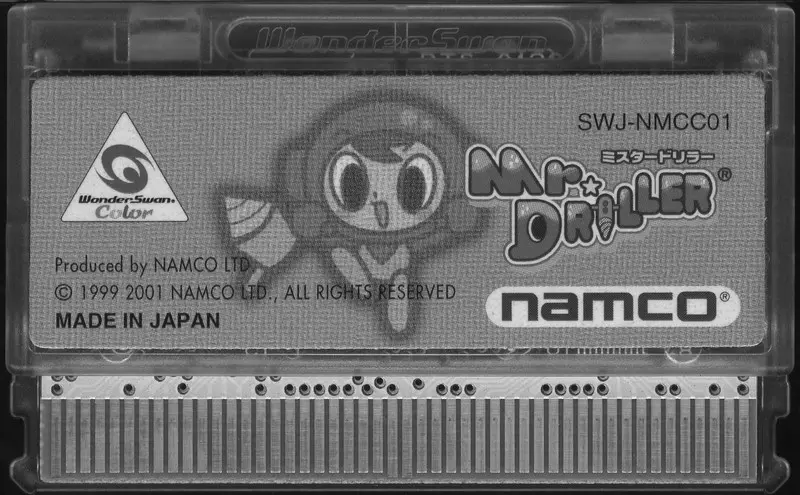 WonderSwan
SWJ-NMCC01
ミスタードリラー
Mr. DRILLER®
WonderSwan®
Color
Produced by NAMCO LTD.
© 1999 2001 NAMCO LTD., ALL RIGHTS RESERVED
MADE IN JAPAN
namco®